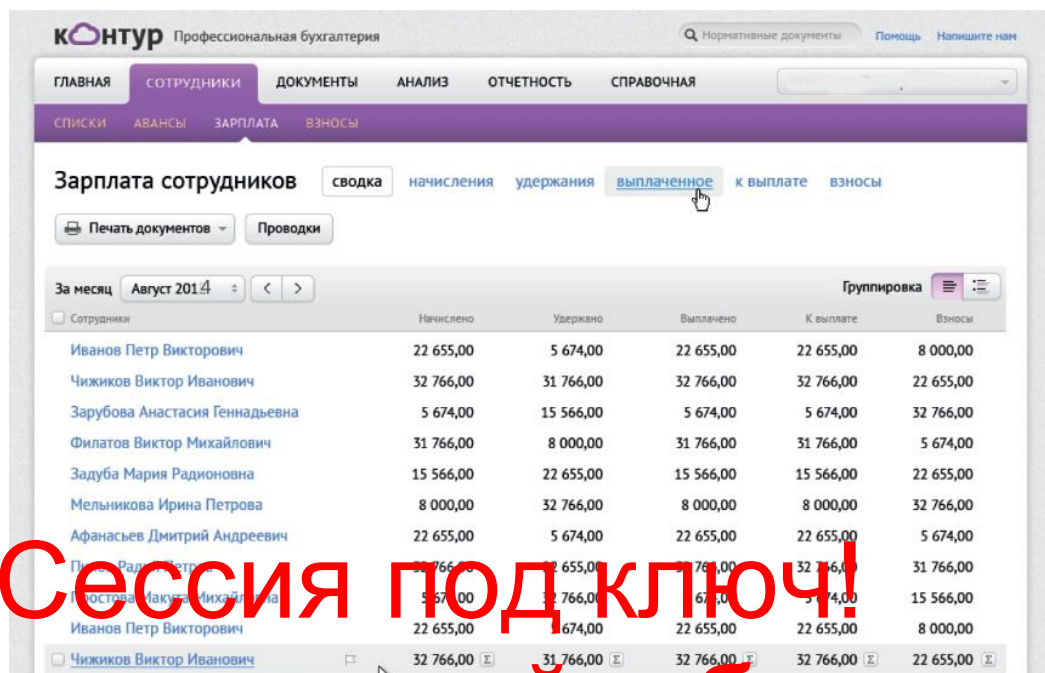 контур Профессиональная бухгалтерия Нормативные документы Помощь Напишите нам
ГЛАВНАЯ СОТРУДНИКИ ДОКУМЕНТЫ АНАЛИЗ ОТЧЕТНОСТЬ СПРАВОЧНАЯ
СПИСКИ АВАНСЫ ЗАРПЛАТА ВЗНОСЫ
Зарплата сотрудников сводка начисления удержания выплаченное к выплате взносы
Печать документов Проводки
За месяц Август 2014 < > Группировка
Сотрудники Начислено Удержано Выплачено К выплате Взносы
Иванов Петр Викторович 22 655,00 5 674,00 22 655,00 22 655,00 8 000,00
Чижиков Виктор Иванович 32 766,00 31 766,00 32 766,00 32 766,00 22 655,00
Зарубова Анастасия Геннадьевна 5 674,00 15 566,00 5 674,00 5 674,00 32 766,00
Филатов Виктор Михайлович 31 766,00 8 000,00 31 766,00 31 766,00 5 674,00
Задуба Мария Радионовна 15 566,00 22 655,00 15 566,00 15 566,00 22 655,00
Мельникова Ирина Петрова 8 000,00 32 766,00 8 000,00 8 000,00 32 766,00
Афанасьев Дмитрий Андреевич 22 655,00 5 674,00 22 655,00 22 655,00 5 674,00
31 766,00
Сессия под ключ!
15 566,00
Иванов Петр Викторович 22 655,00 5 674,00 22 655,00 22 655,00 8 000,00
Чижиков Виктор Иванович 32 766,00 Σ 31 766,00 Σ 32 766,00 Σ 32 766,00 Σ 22 655,00 Σ